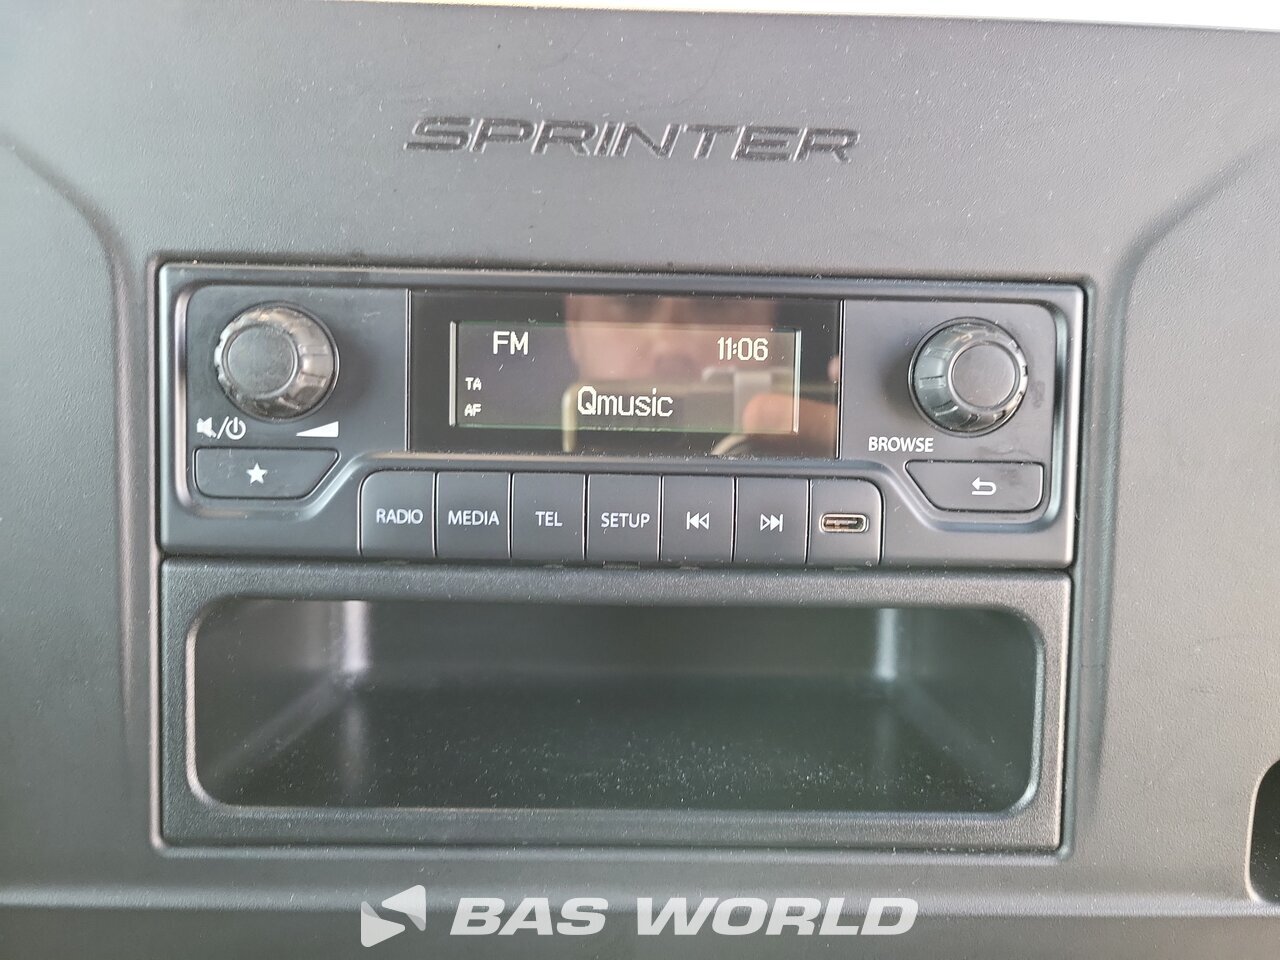 SPRINTER
FM 11:06
TA
AF Qmusic
BROWSE
RADIO MEDIA TEL SETUP
BAS WORLD